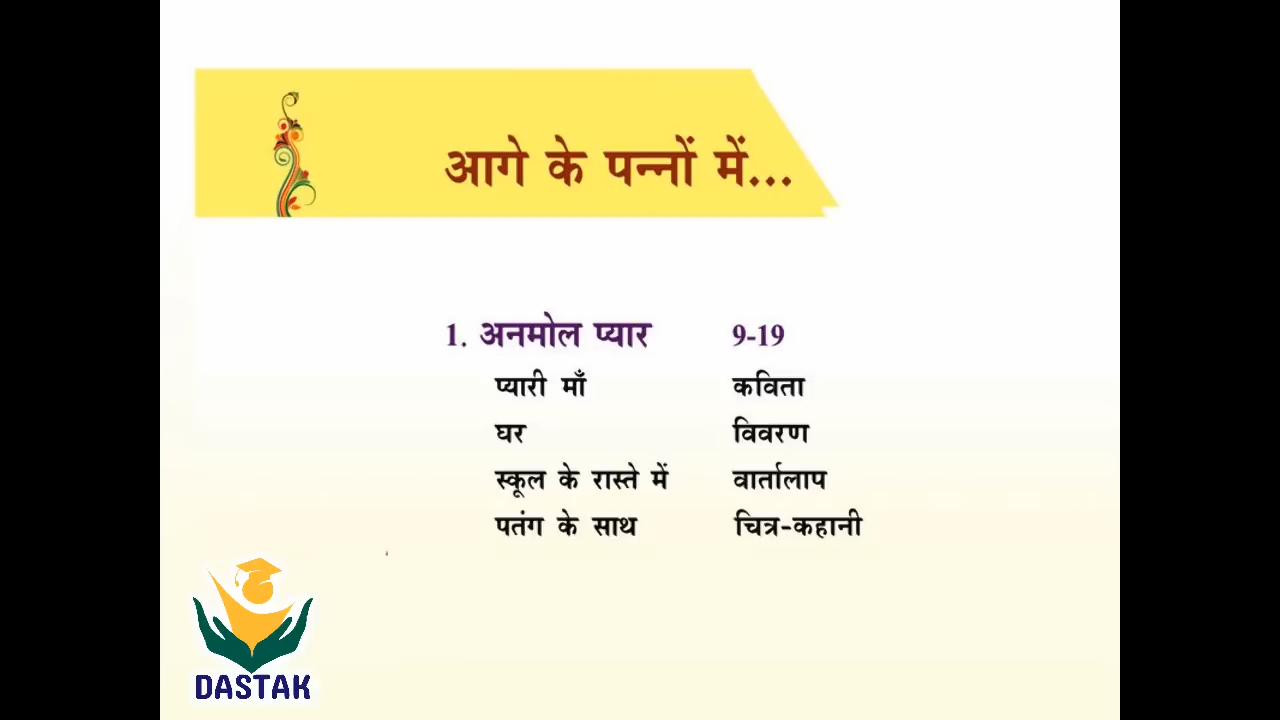 आगे के पन्नों में...
1. अनमोल प्यार 9-19
प्यारी माँ कविता
घर विवरण
स्कूल के रास्ते में वार्तालाप
पतंग के साथ चित्र-कहानी
DASTAK